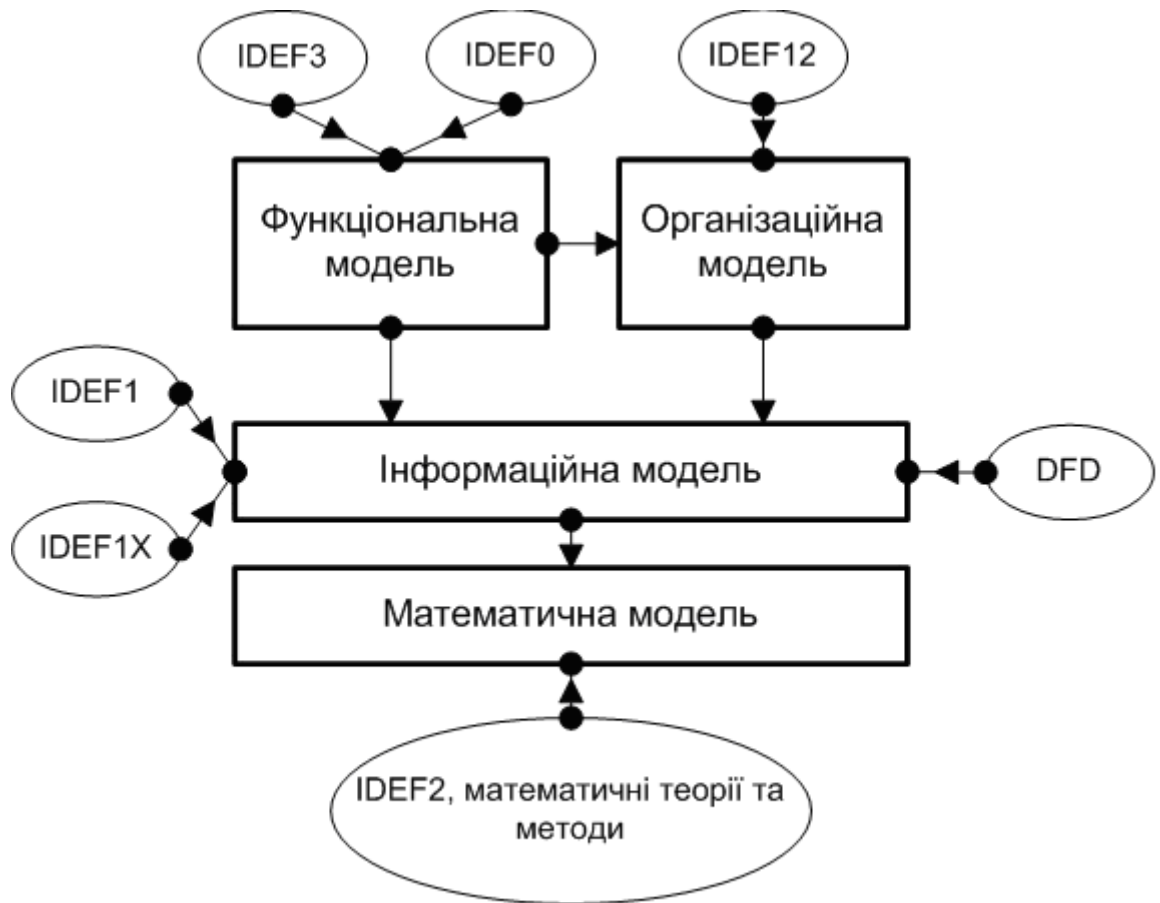 IDEF3
IDEF0
IDEF12
Функціональна
модель
Організаційна
модель
IDEF1
Інформаційна модель
DFD
IDEF1X
Математична модель
IDEF2, математичні теорії та
методи